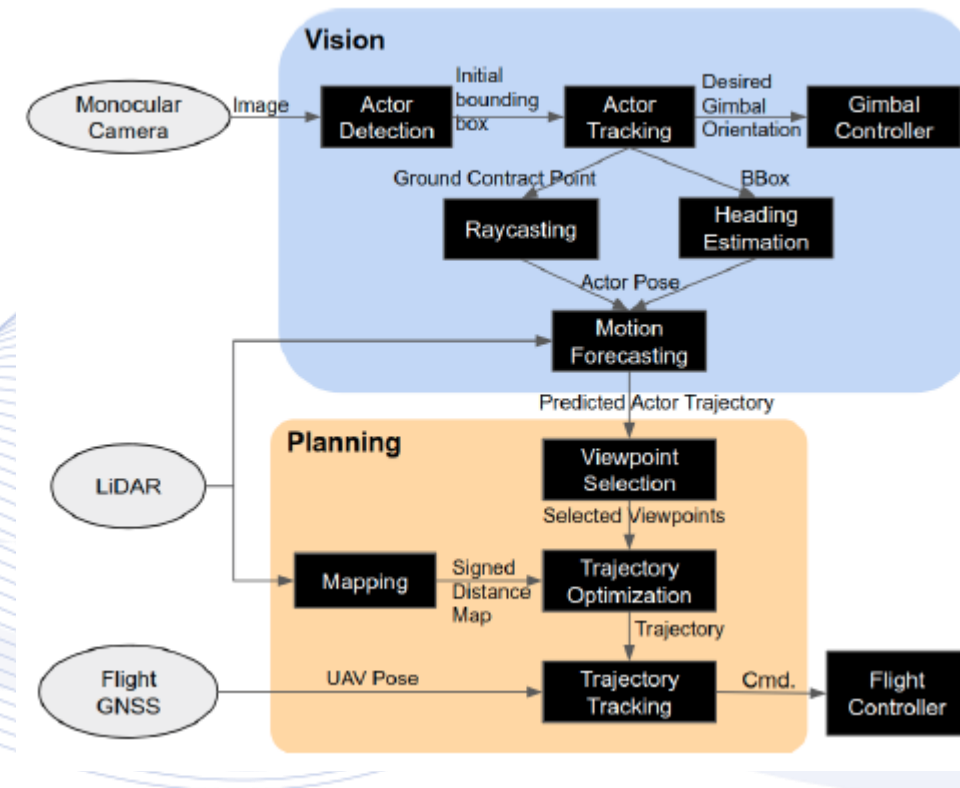 Vision
Monocular
Camera
Image
Actor
Detection
Initial
bounding
box
Actor
Tracking
Desired
Gimbal
Orientation
Gimbal
Controller
Ground Contract Point
BBox
Raycasting
Heading
Estimation
Actor Pose
Motion
Forecasting
Predicted Actor Trajectory
Planning
Viewpoint
Selection
LiDAR
Selected Viewpoints
Mapping
Signed
Distance
Map
Trajectory
Optimization
Trajectory
Flight
GNSS
UAV Pose
Trajectory
Tracking
Cmd.
Flight
Controller